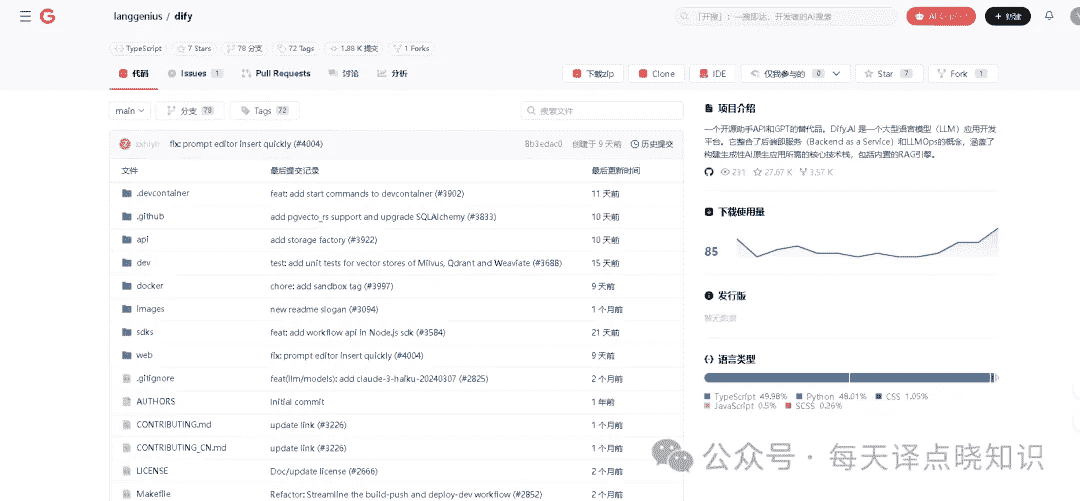 langgenius / dify
「开搜」：一搜即达，开发者的AI搜索
+ 新建
TypeScript 7 Stars 78 分支 72 Tags 1.88 K 提交 1 Forks
代码 Issues 1 Pull Requests 讨论 分析
下载zip Clone IDE 仅我参与的 0 Star 7 Fork 1
main 分支 78 Tags 72 搜索文件
fix: prompt editor insert quickly (#4004) 8b3edac0 创建于 9 天前 历史提交
文件 最后提交记录 最后更新时间
.devcontainer feat: add start commands to devcontainer (#3902) 11 天前
.github add pgvecto_rs support and upgrade SQLAlchemy (#3833) 10 天前
api add storage factory (#3922) 10 天前
dev test: add unit tests for vector stores of Milvus, Qdrant and Weaviate (#3688) 15 天前
docker chore: add sandbox tag (#3997) 9 天前
images new readme slogan (#3094) 1 个月前
sdks feat: add workflow api in Node.js sdk (#3584) 21 天前
web fix: prompt editor insert quickly (#4004) 9 天前
.gitignore feat(llm/models): add claude-3-haiku-20240307 (#2825) 2 个月前
AUTHORS Initial commit 1 年前
CONTRIBUTING.md update link (#3226) 1 个月前
CONTRIBUTING_CN.md update link (#3226) 1 个月前
LICENSE Doc/update license (#2666) 2 个月前
Makefile Refactor: Streamline the build-push and deploy-dev workflow (#2852) 2 个月前
项目介绍
一个开源助手API和GPT的替代品。Dify.AI 是一个大型语言模型（LLM）应用开发
平台。它整合了后端即服务（Backend as a Service）和LLMOps的概念，涵盖了
构建生成性AI原生应用所需的核心技术栈，包括内置的RAG引擎。
231 27.67 K 3.57 K
下载使用量
85
发行版
暂无数据
语言类型
TypeScript 49.98% Python 48.01% CSS 1.05%
JavaScript 0.5% SCSS 0.26%
公众号 · 每天译点晓知识